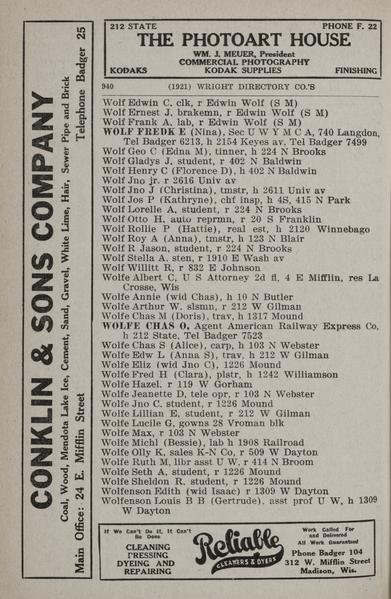 212 STATE PHONE F. 22
THE PHOTOART HOUSE
WM. J. MEUER, President
COMMERCIAL PHOTOGRAPHY
KODAKS KODAK SUPPLIES FINISHING
940 (1921) WRIGHT DIRECTORY CO.'S
Wolf Edwin C, clk, r Edwin Wolf (S M)
Wolf Ernest J, brakemn, r Edwin Wolf (S M)
Wolf Frank A, lab, r Edwin Wolf (S M)
WOLF FREDK E (Nina), Sec U W Y M C A, 740 Langdon,
Tel Badger 6213, h 2154 Keyes av, Tel Badger 7499
Wolf Geo C (Edna M), tinner, h 224 N Brooks
Wolf Gladys J, student, r 402 N Baldwin
Wolf Henry C (Florence D), h 402 N Baldwin
Wolf Jno jr. r 2616 Univ av
Wolf Jno J (Christina), tmstr, h 2611 Univ av
Wolf Jos P (Kathryne), chf insp, h 4S, 415 N Park
Wolf Lorelle A, student, r 224 N Brooks
Wolf Otto H, auto reprmn, r 20 S Franklin
Wolf Rollie P (Hattie), real est, h 2120 Winnebago
Wolf Roy A (Anna), tmstr, h 123 N Blair
Wolf R Jason, student, r 224 N Brooks
Wolf Stella A. sten, r 1910 E Wash av
Wolf Willitt R, r 832 E Johnson
Wolfe Albert C, U S Attorney 2d fl, 4 E Mifflin, res La
Crosse, Wis
Wolfe Annie (wid Chas), h 10 N Butler
Wolfe Arthur W, slsmn, r 212 W Gilman
Wolfe Chas M (Doris), trav, h 1317 Mound
WOLFE CHAS O, Agent American Railway Express Co,
h 212 State, Tel Badger 7523
Wolfe Chas S (Alice), carp, h 103 N Webster
Wolfe Edw L (Anna S), trav, h 212 W Gilman
Wolfe Eliz (wid Jno C), 1226 Mound
Wolfe Fred H (Clara), plstr, h 1242 Williamson
Wolfe Hazel. r 119 W Gorham
Wolfe Jeanette D, tele opr, r 103 N Webster
Wolfe Jno C, student, r 1226 Mound
Wolfe Lillian E, student, r 212 W Gilman
Wolfe Lucile G, gowns 28 Vroman blk
Wolfe Max, r 103 N Webster
Wolfe Michl (Bessie), lab h 1908 Railroad
Wolfe Olly K, sales K-N Co, r 509 W Dayton
Wolfe Ruth M, libr asst U W, r 414 N Broom
Wolfe Seth A, student, r 1226 Mound
Wolfe Sheldon R, student, r 1226 Mound
Wolfenson Edith (wid Isaac) r 1309 W Dayton
Wolfenson Louis B B (Gertrude), asst prof U W, h 1309
W Dayton
CONKLIN & SONS COMPANY
Coal, Wood, Mendota Lake Ice, Cement, Sand, Gravel, White Lime, Hair, Sewer Pipe and Brick
Main Office: 24 E. Mifflin Street Telephone Badger 25
If We Can't Do It, It Can't
Be Done
CLEANING
PRESSING
DYEING AND
REPAIRING
Reliable
CLEANERS & DYERS
Work Called For
and Delivered
All Work Guaranteed
Phone Badger 104
312 W. Mifflin Street
Madison, Wis.